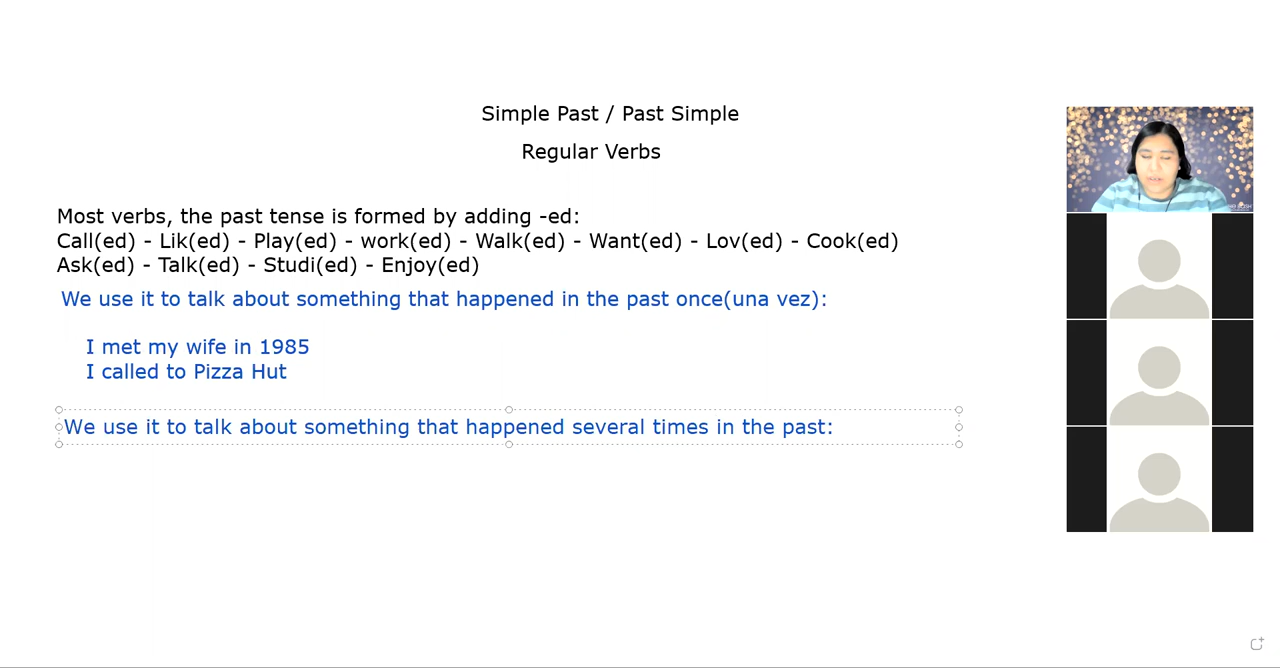 Simple Past / Past Simple
Regular Verbs
Most verbs, the past tense is formed by adding -ed:
Call(ed) - Lik(ed) - Play(ed) - work(ed) - Walk(ed) - Want(ed) - Lov(ed) - Cook(ed)
Ask(ed) - Talk(ed) - Studi(ed) - Enjoy(ed)
We use it to talk about something that happened in the past once(una vez):
I met my wife in 1985
I called to Pizza Hut
We use it to talk about something that happened several times in the past: